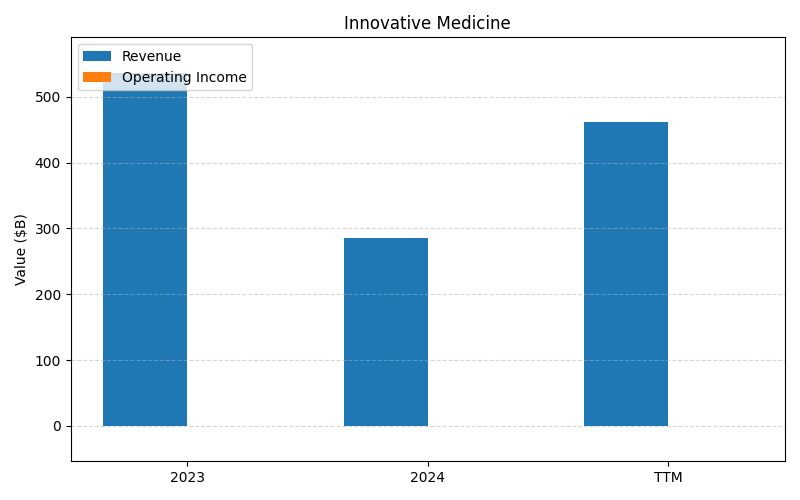 Innovative Medicine
Revenue
Operating Income
Value ($B)
500
400
300
200
100
0
2023
2024
TTM